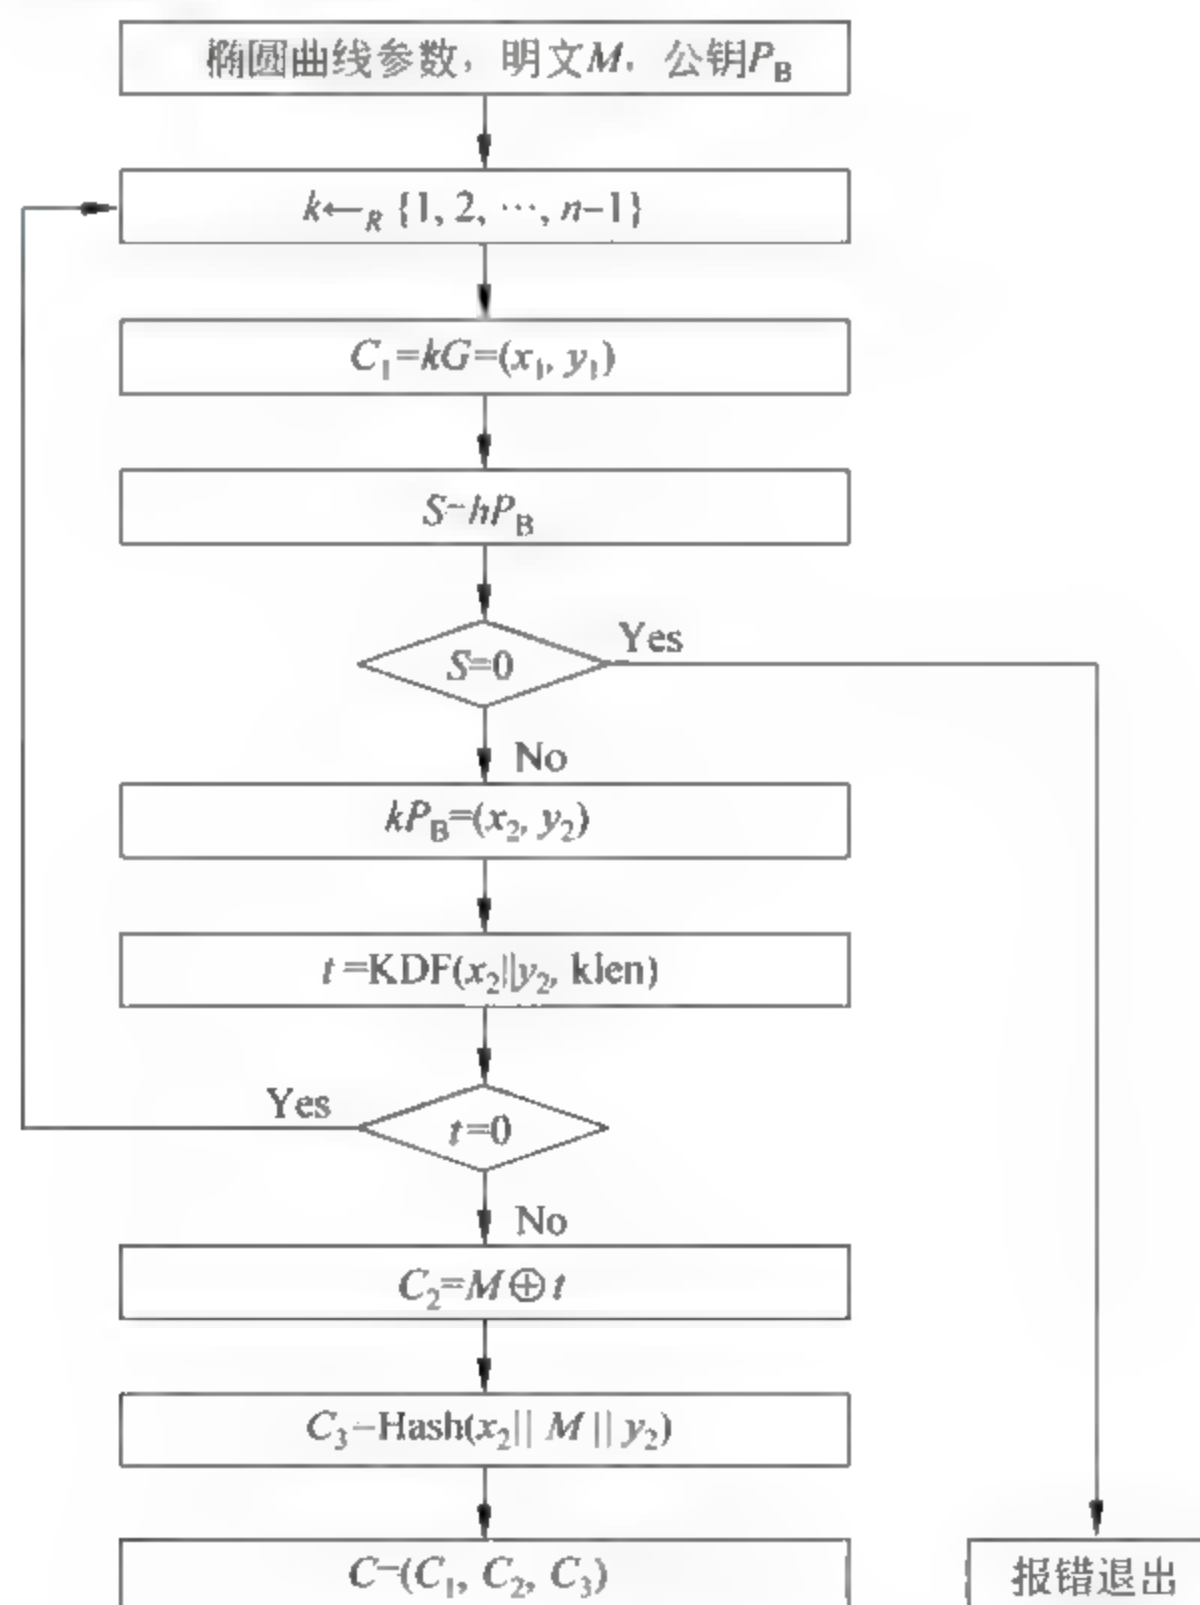 椭圆曲线参数，明文M，公钥P_B
k←_R {1, 2, ⋯, n−1}
C_1=kG=(x_1, y_1)
S=hP_B
S=0
Yes
No
kP_B=(x_2, y_2)
t=KDF(x_2||y_2, klen)
Yes
t=0
No
C_2=M⊕t
C_3=Hash(x_2|| M || y_2)
C=(C_1, C_2, C_3)
报错退出